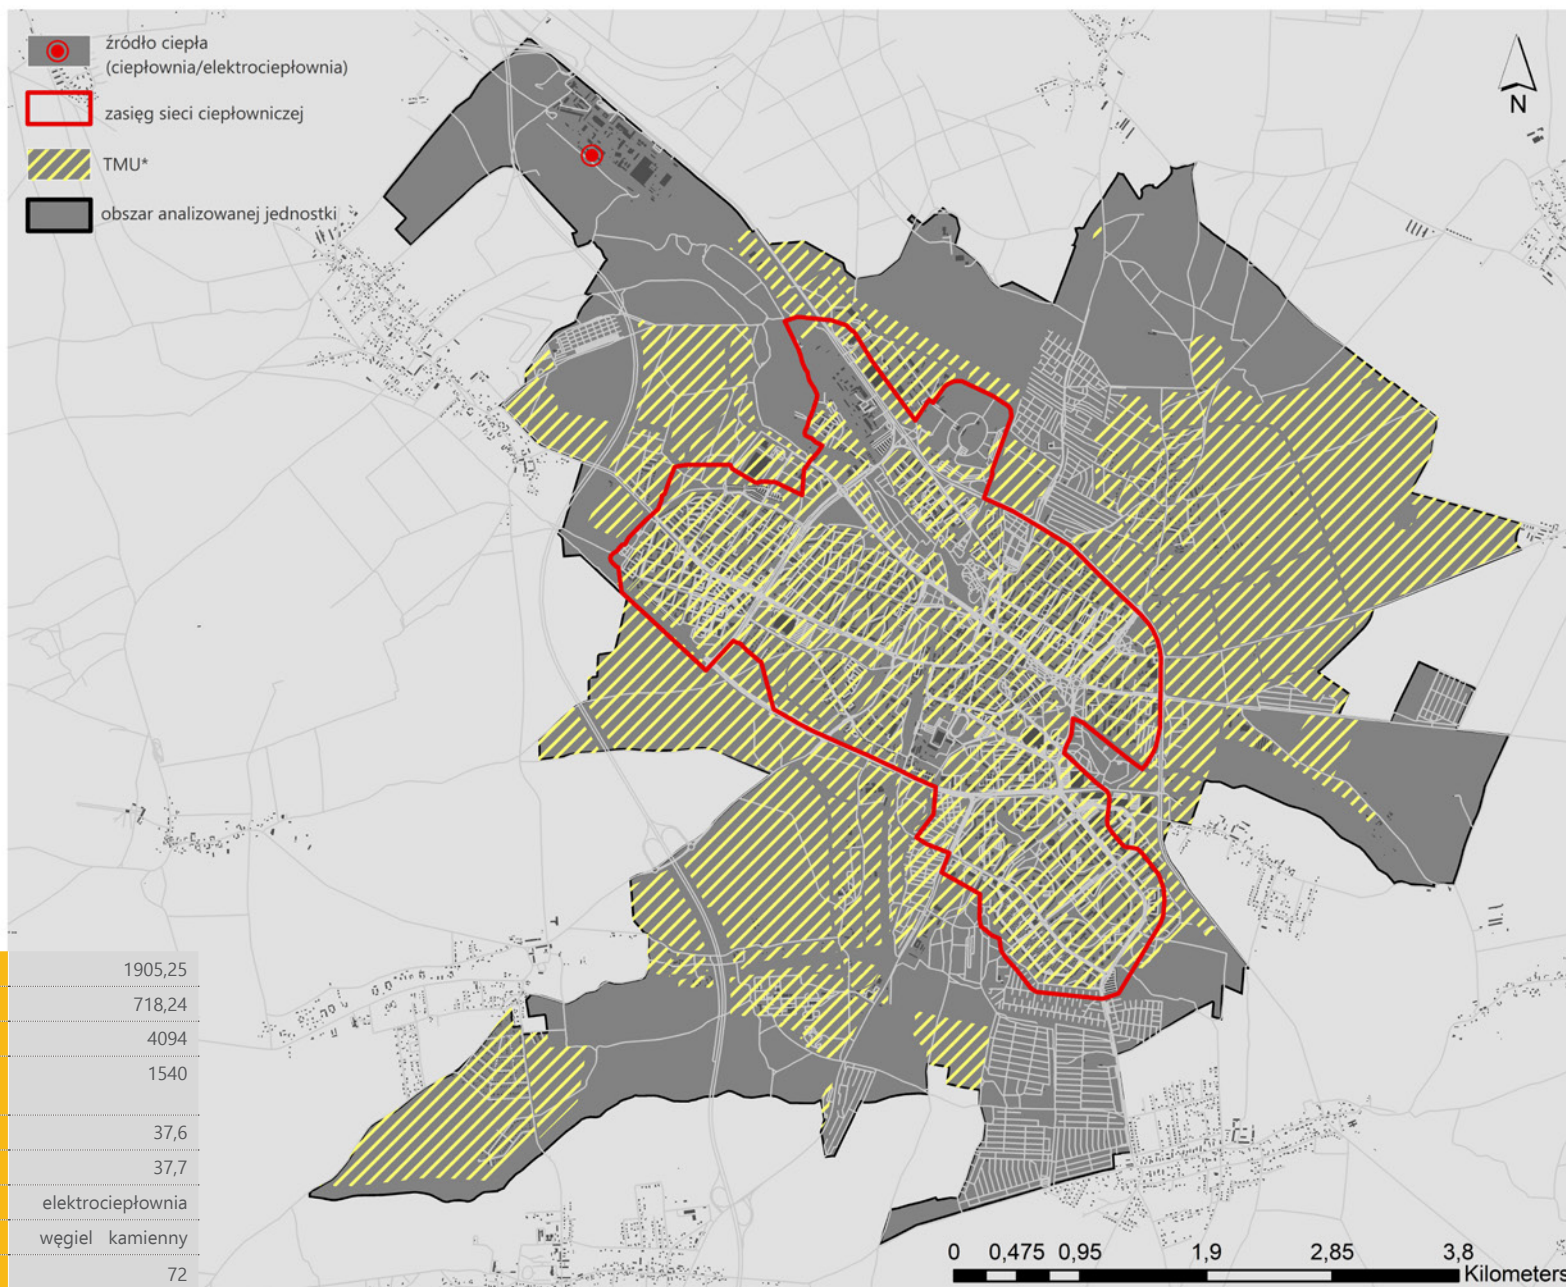 źródło ciepła
(ciepłownia/elektrociepłownia)
zasięg sieci ciepłowniczej
TMU*
obszar analizowanej jednostki
N
1905,25
718,24
4094
1540
37,6
37,7
elektrociepłownia
węgiel kamienny
72
0 0,475 0,95 1,9 2,85 3,8
Kilometers